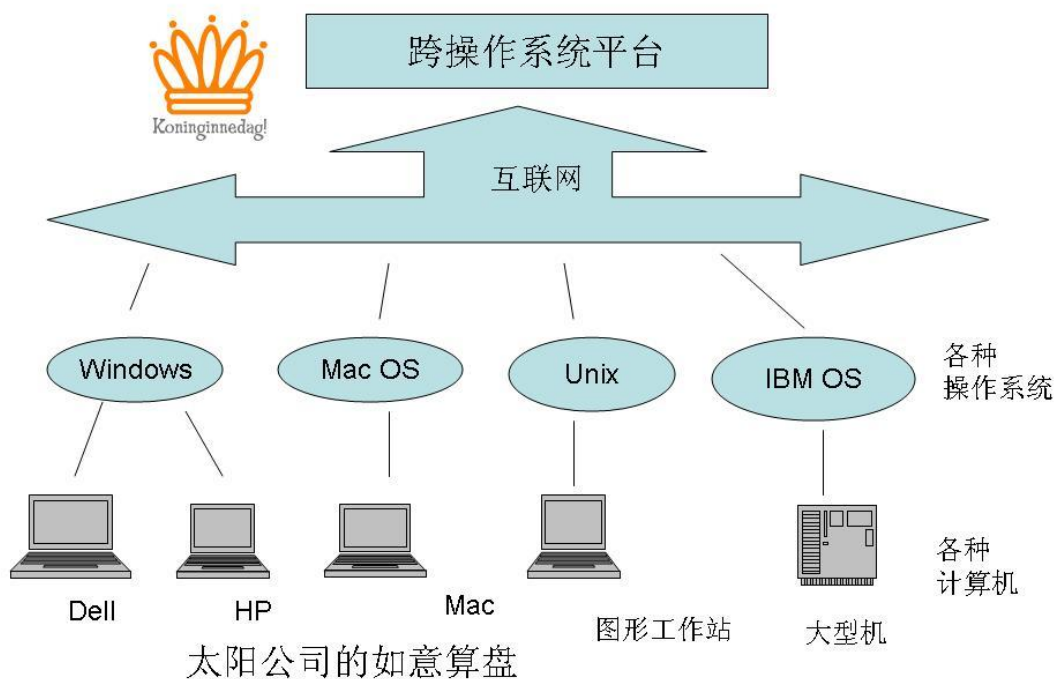 跨操作系统平台
Koninginnedag!
互联网
Windows
Mac OS
Unix
IBM OS
各种
操作系统
Dell
HP
Mac
图形工作站
大型机
各种
计算机
太阳公司的如意算盘